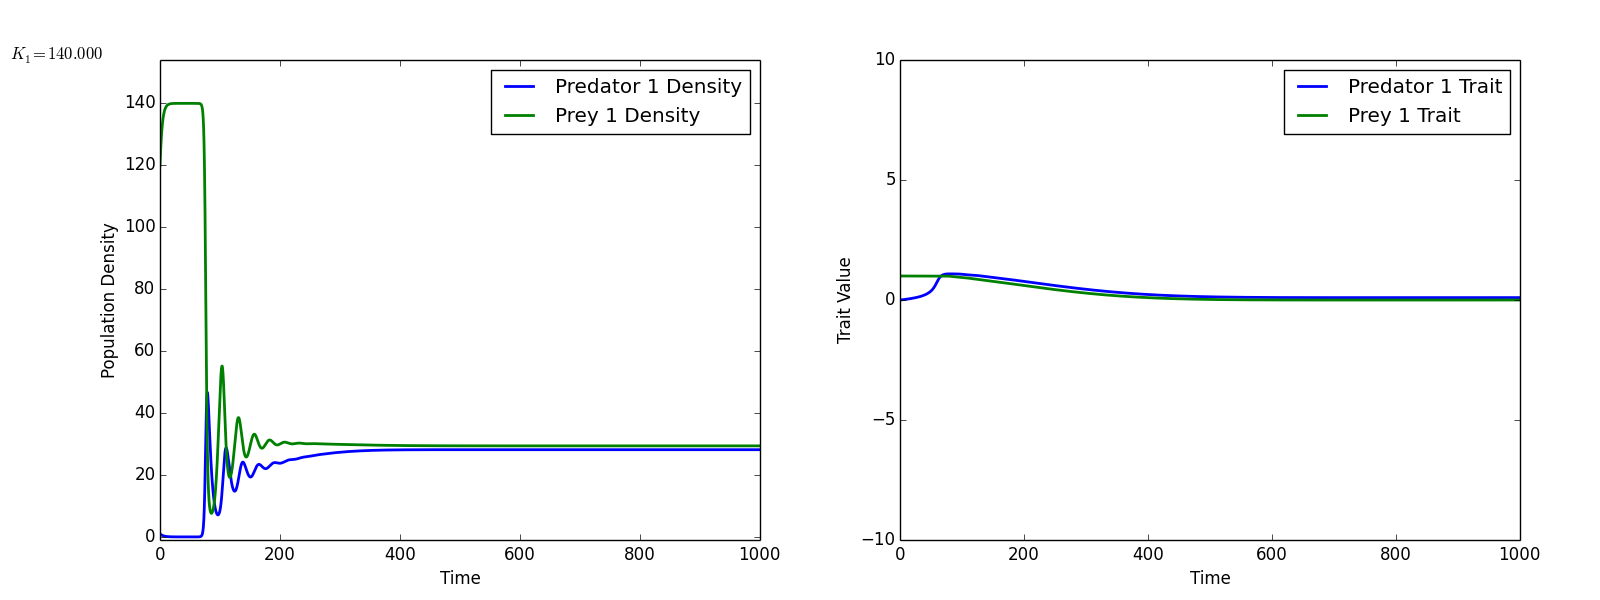 K₁ = 140.000
Predator 1 Density
Prey 1 Density
140
120
100
80
60
40
20
0
Population Density
0 200 400 600 800 1000
Time
Predator 1 Trait
Prey 1 Trait
10
5
0
−5
−10
Trait Value
0 200 400 600 800 1000
Time